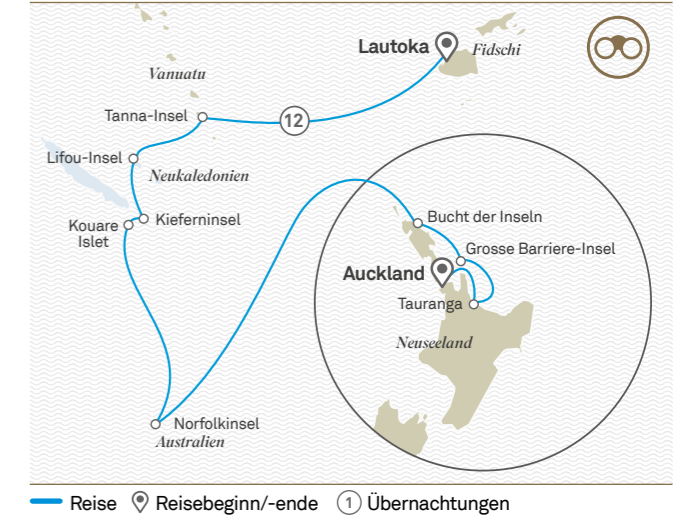 Lautoka
Fidschi
Vanuatu
Tanna-Insel
12
Lifou-Insel
Neukaledonien
Kouare
Islet
Kieferninsel
Bucht der Inseln
Grosse Barriere-Insel
Auckland
Tauranga
Neuseeland
Norfolkinsel
Australien
Reise
Reisebeginn/-ende
1
Übernachtungen